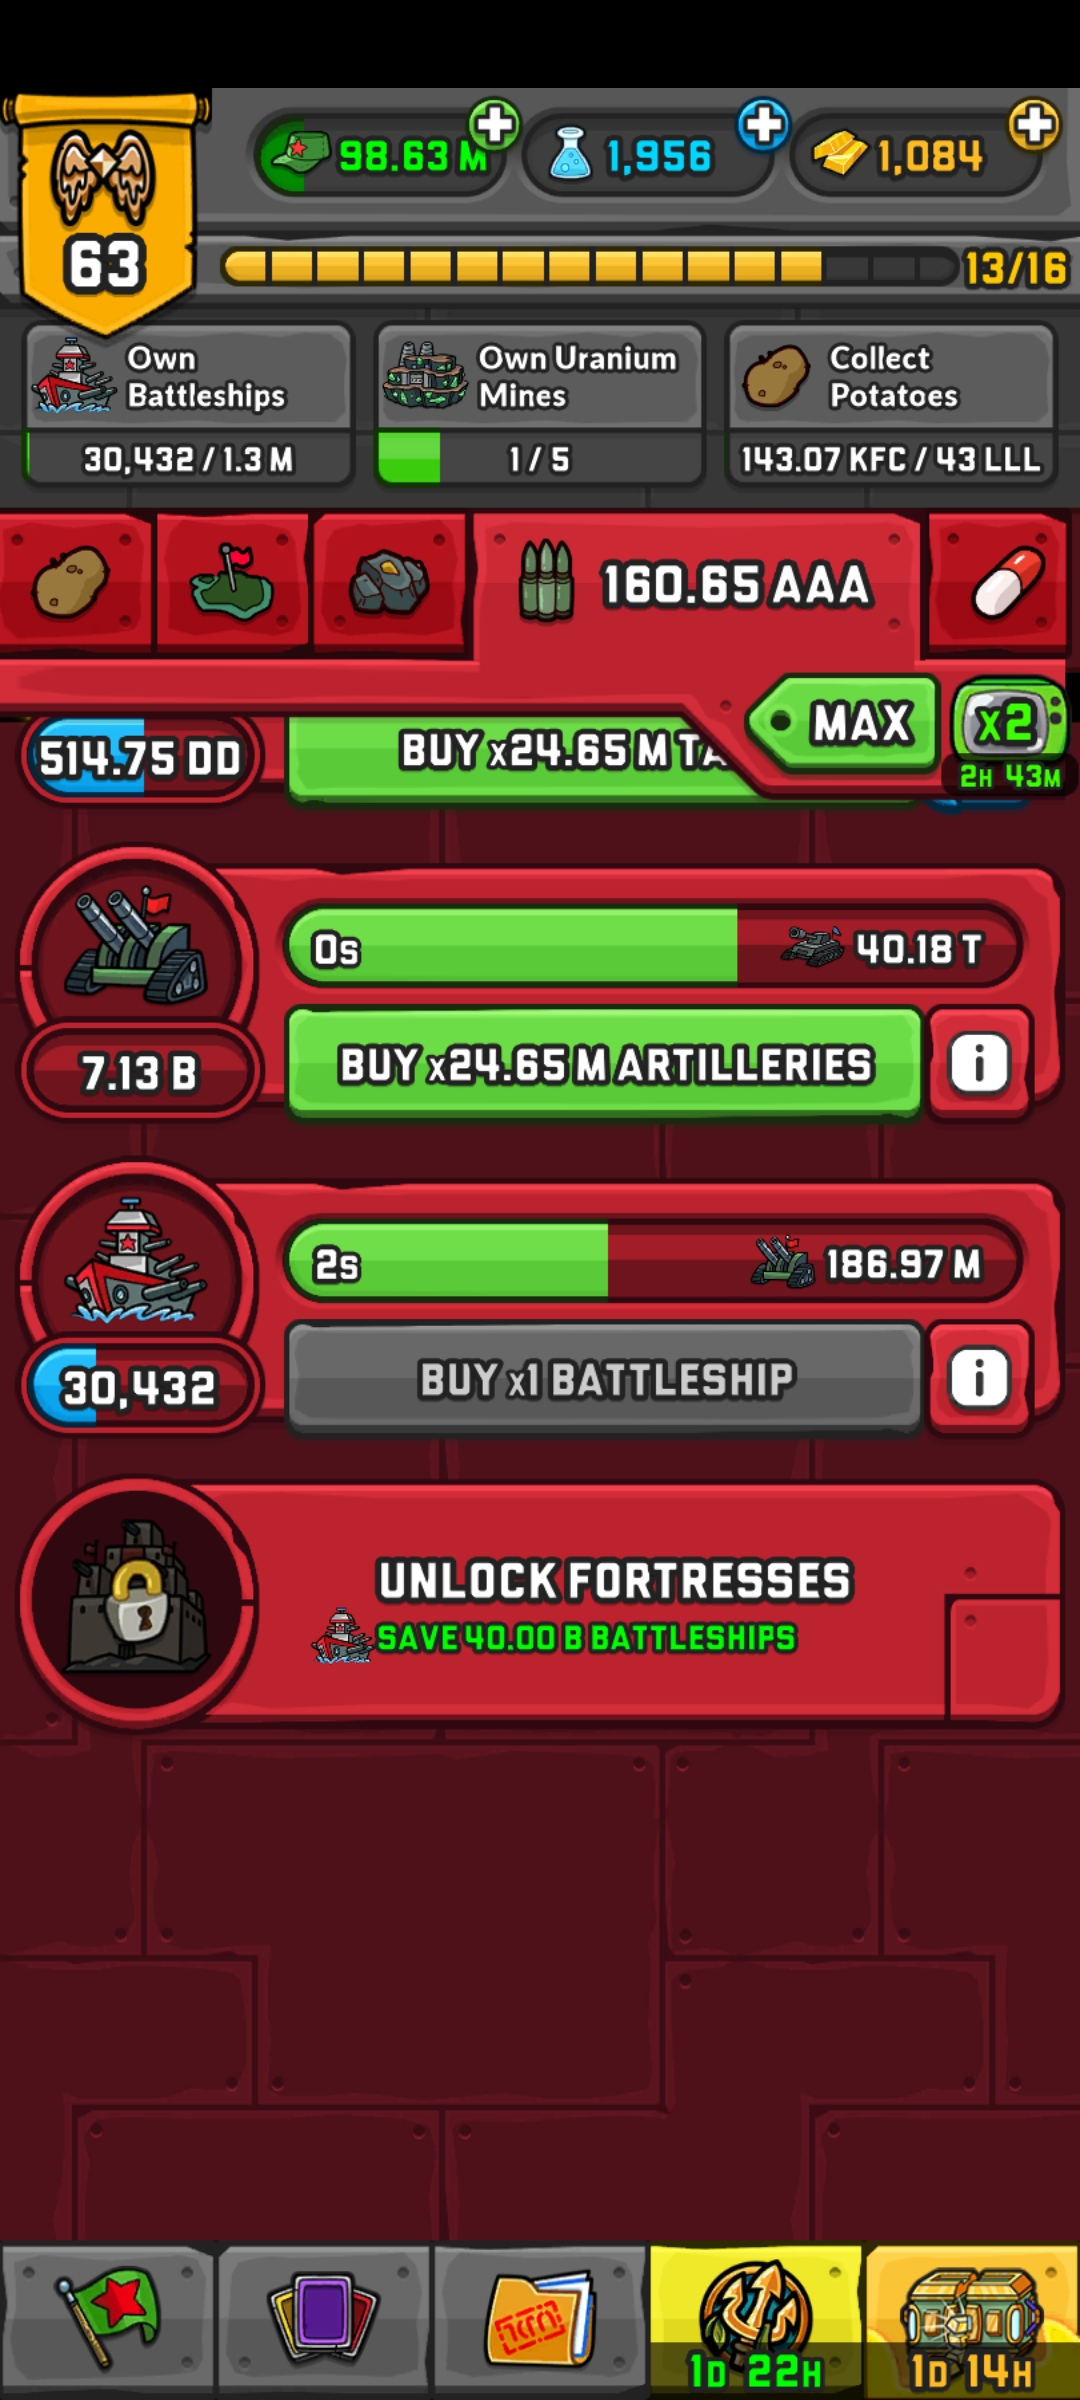 98.63 M
1,956
1,084
63
13/16
Own
Battleships
30,432 / 1.3 M
Own Uranium
Mines
1 / 5
Collect
Potatoes
143.07 KFC / 43 LLL
160.65 AAA
MAX
x2
2H 43M
514.75 DD
BUY x24.65 M TA
0s
40.18 T
7.13 B
BUY x24.65 M ARTILLERIES
i
2s
186.97 M
30,432
BUY x1 BATTLESHIP
i
UNLOCK FORTRESSES
SAVE 40.00 B BATTLESHIPS
1D 22H
1D 14H